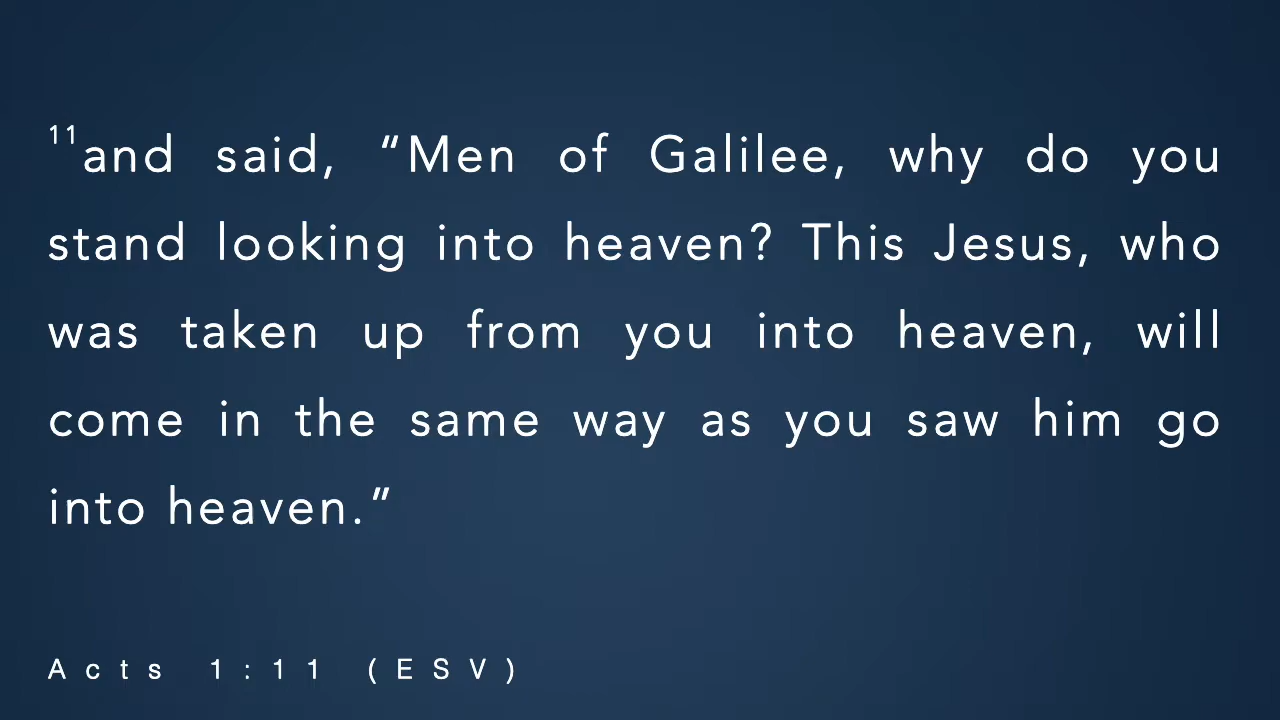 11and said, “Men of Galilee, why do you
stand looking into heaven? This Jesus, who
was taken up from you into heaven, will
come in the same way as you saw him go
into heaven.”
Acts 1:11 (ESV)